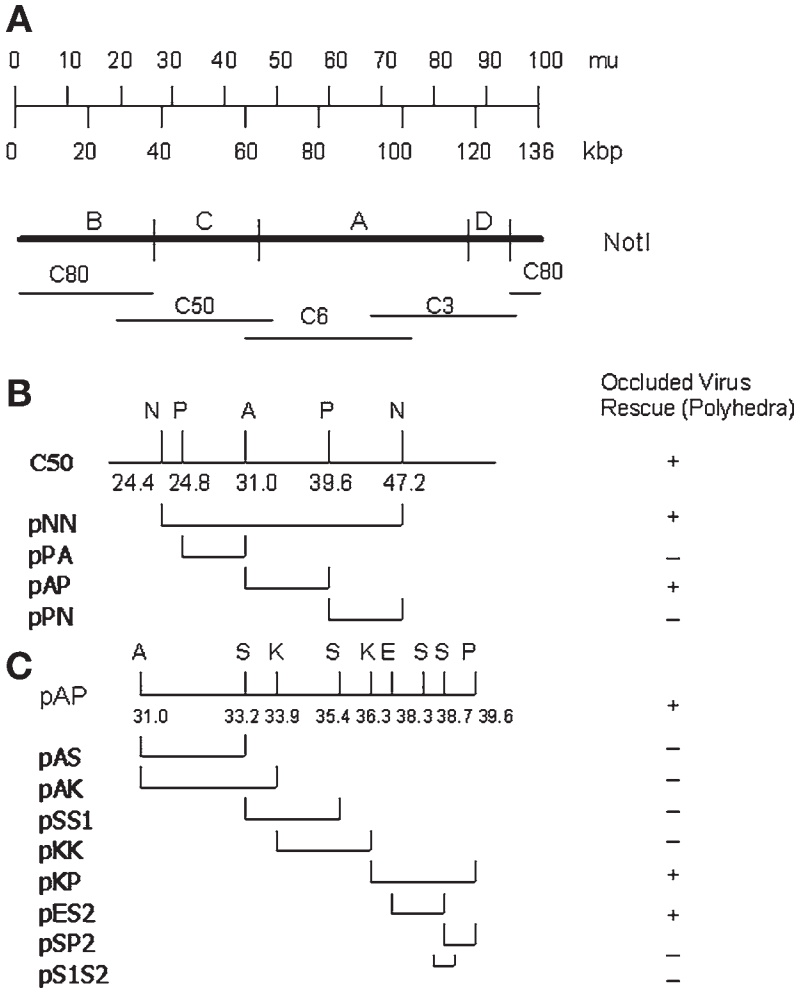 A
0 10 20 30 40 50 60 70 80 90 100 mu
0 20 40 60 80 100 120 136 kbp
B C A D NotI
C80 C80
C50 C3
C6
Occluded Virus
Rescue (Polyhedra)
B
N P A P N
C50 +
24.4 24.8 31.0 39.6 47.2
pNN +
pPA –
pAP +
pPN –
C
A S K S K E S S P
pAP +
31.0 33.2 33.9 35.4 36.3 38.3 38.7 39.6
pAS –
pAK –
pSS1 –
pKK –
pKP +
pES2 +
pSP2 –
pS1S2 –